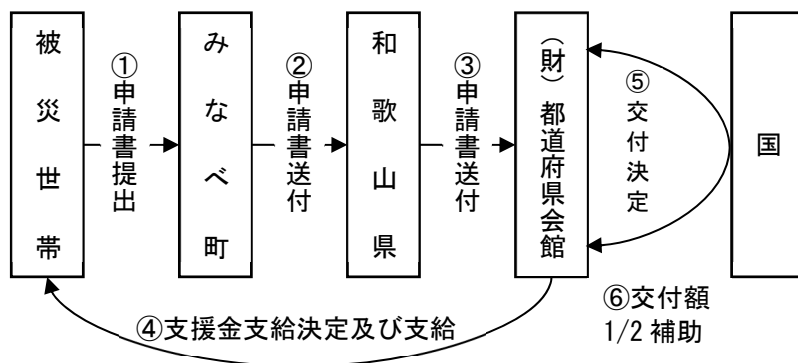 被災世帯
①申請書提出
みなべ町
②申請書送付
和歌山県
③申請書送付
（財）都道府県会館
⑤交付決定
国
④支援金支給決定及び支給
⑥交付額
1/2 補助